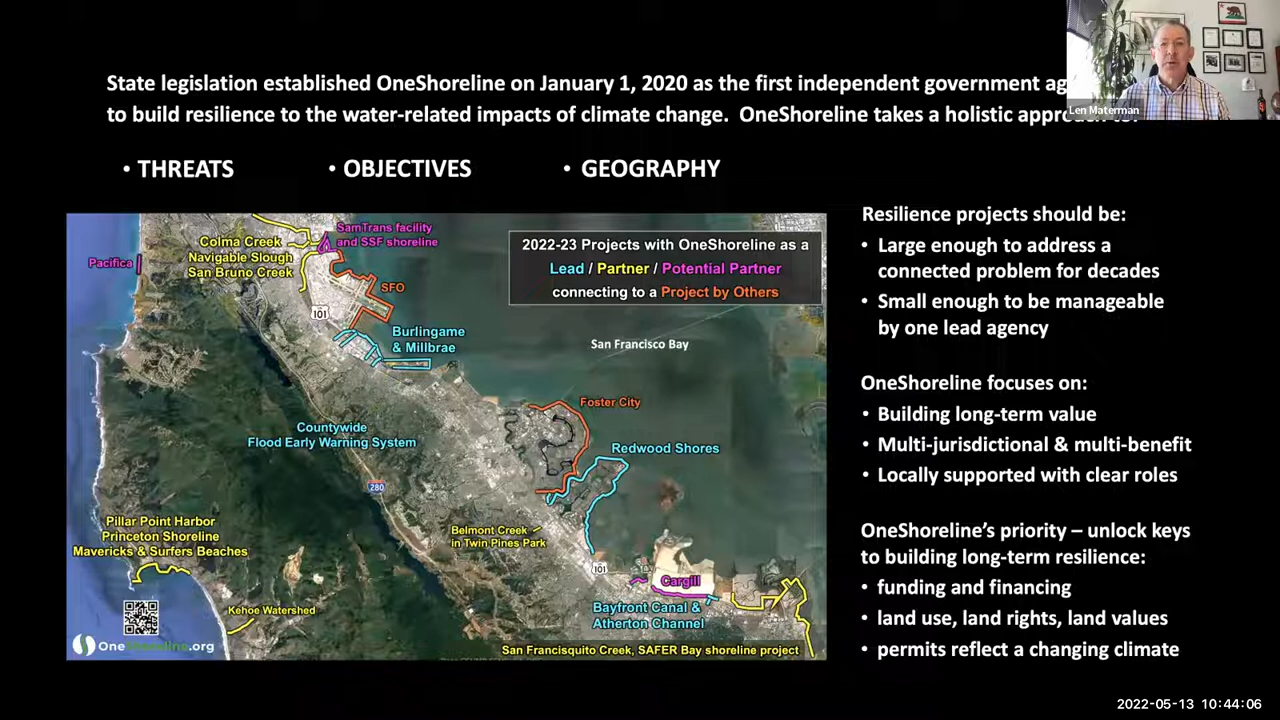 State legislation established OneShoreline on January 1, 2020 as the first independent government
to build resilience to the water-related impacts of climate change. OneShoreline takes a holistic
Len Materman
• THREATS • OBJECTIVES • GEOGRAPHY
2022-23 Projects with OneShoreline as a
Lead / Partner / Potential Partner
connecting to a Project by Others
SamTrans facility
and SSF shoreline
Colma Creek
Navigable Slough
San Bruno Creek
Pacifica
SFO
101
Burlingame
& Millbrae
San Francisco Bay
Foster City
Countywide
Flood Early Warning System
Redwood Shores
280
Belmont Creek
in Twin Pines Park
Pillar Point Harbor
Princeton Shoreline
Mavericks & Surfers Beaches
101
Cargill
Kehoe Watershed
Bayfront Canal &
Atherton Channel
OneShoreline.org
San Francisquito Creek, SAFER Bay shoreline project
Resilience projects should be:
• Large enough to address a
connected problem for decades
• Small enough to be manageable
by one lead agency
OneShoreline focuses on:
• Building long-term value
• Multi-jurisdictional & multi-benefit
• Locally supported with clear roles
OneShoreline’s priority – unlock keys
to building long-term resilience:
• funding and financing
• land use, land rights, land values
• permits reflect a changing climate
2022-05-13 10:44:06